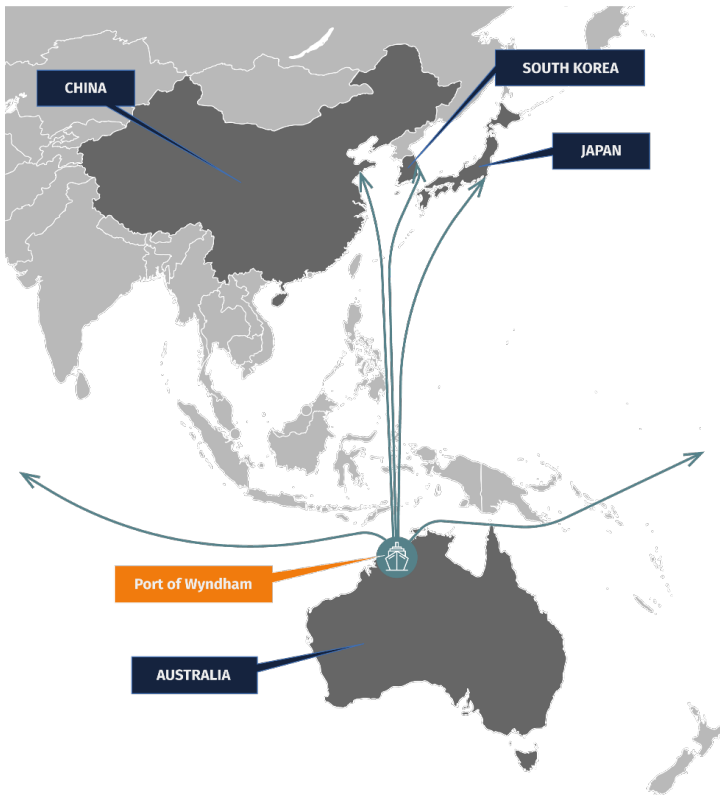 SOUTH KOREA
CHINA
JAPAN
Port of Wyndham
AUSTRALIA